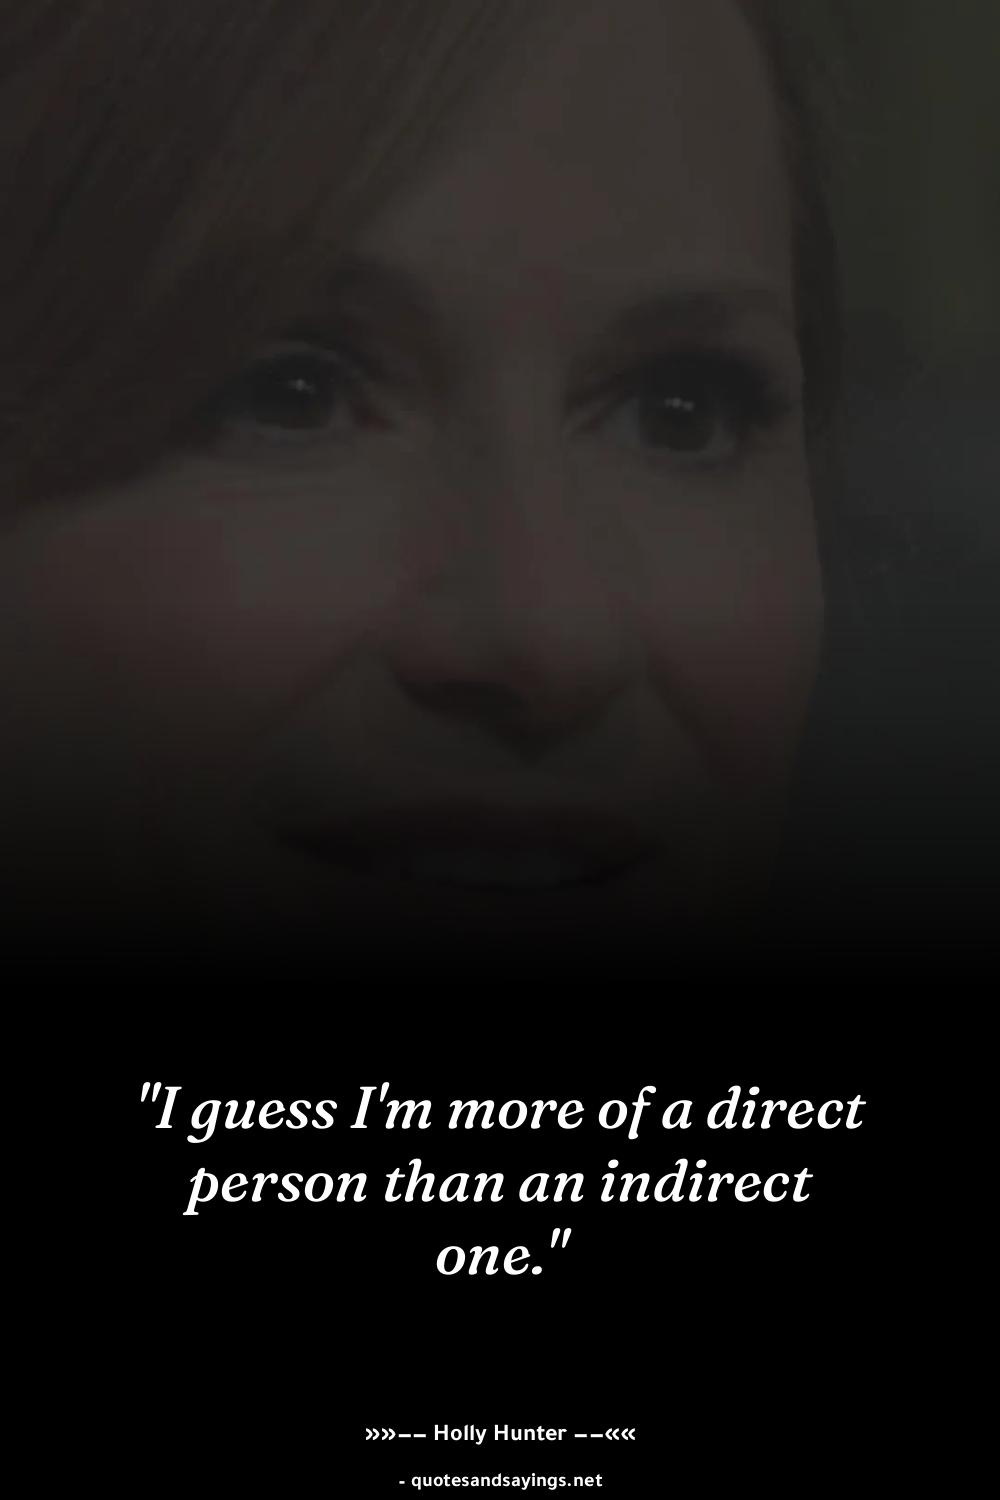 "I guess I'm more of a direct
person than an indirect
one."
»»–– Holly Hunter ––««
- quotesandsayings.net